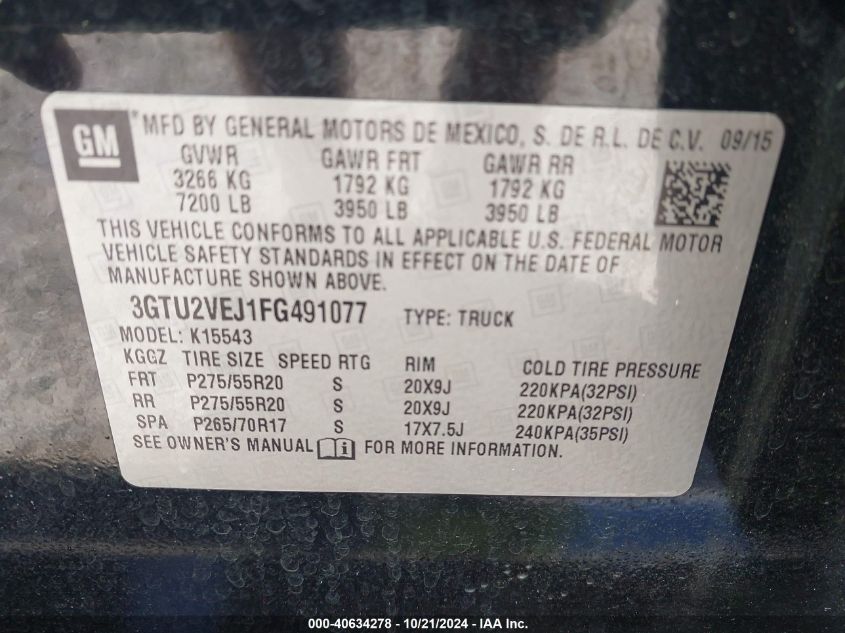 GM
*MFD BY GENERAL MOTORS DE MEXICO, S. DE R.L. DE C.V. 09/15
GVWR GAWR FRT GAWR RR
3266 KG 1792 KG 1792 KG
7200 LB 3950 LB 3950 LB
THIS VEHICLE CONFORMS TO ALL APPLICABLE U.S. FEDERAL MOTOR
VEHICLE SAFETY STANDARDS IN EFFECT ON THE DATE OF
MANUFACTURE SHOWN ABOVE.
3GTU2VEJ1FG491077 TYPE: TRUCK
MODEL: K15543
KGGZ TIRE SIZE SPEED RTG RIM COLD TIRE PRESSURE
FRT P275/55R20 S 20X9J 220KPA(32PSI)
RR P275/55R20 S 20X9J 220KPA(32PSI)
SPA P265/70R17 S 17X7.5J 240KPA(35PSI)
SEE OWNER'S MANUAL FOR MORE INFORMATION.
000-40634278 - 10/21/2024 - IAA Inc.